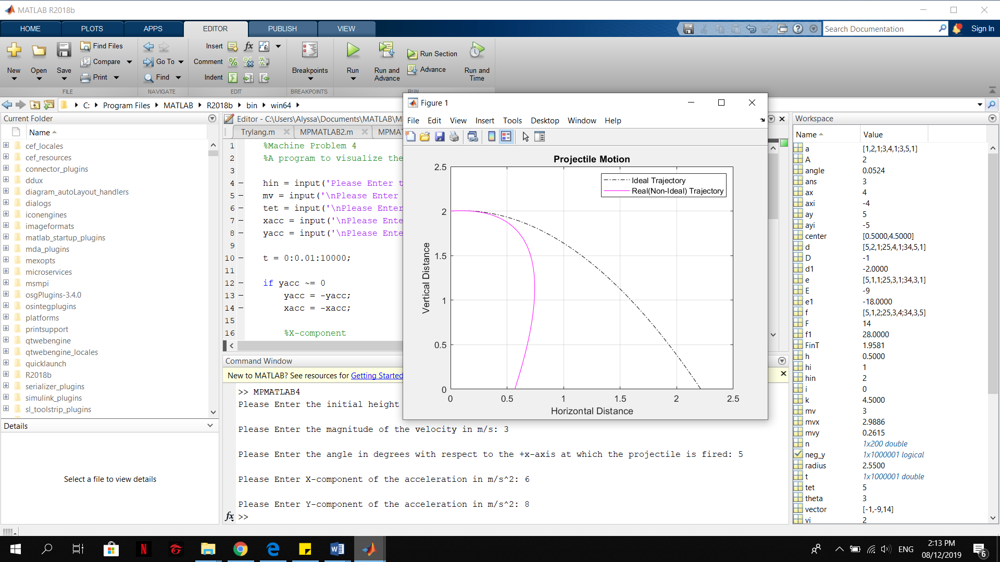 MATLAB R2018b
HOME PLOTS APPS EDITOR PUBLISH VIEW
Search Documentation Sign In
New Open Save Find Files Compare Print
Go To Find
Insert Comment Indent
Breakpoints
Run Run and Advance Run Section Advance Run and Time
FILE NAVIGATE EDIT BREAKPOINTS RUN
C: Program Files MATLAB R2018b bin win64
Current Folder
Name
cef_locales
cef_resources
connector_plugins
ddux
diagram_autoLayout_handlers
dialogs
iconengines
imageformats
matlab_startup_plugins
mda_plugins
mexopts
microservices
msmpi
osgPlugins-3.4.0
osintegplugins
platforms
printsupport
qtwebengine
qtwebengine_locales
quicklaunch
R2018b
serializer_plugins
simulink_plugins
sl_toolstrip_plugins
Details
Select a file to view details
Editor - C:\Users\Alyssa\Documents\MATLAB\M
Trylang.m MPMATLAB2.m MPMA
1 %Machine Problem 4
2 %A program to visualize the
3
4 hin = input('Please Enter t
5 mv = input('\nPlease Enter
6 tet = input('\nPlease Enter
7 xacc = input('\nPlease Ente
8 yacc = input('\nPlease Ente
9
10 t = 0:0.01:10000;
11
12 if yacc ~= 0
13 yacc = -yacc;
14 xacc = -xacc;
15
16 %X-component
Command Window
New to MATLAB? See resources for Getting Started
>> MPMATLAB4
Please Enter the initial height
Please Enter the magnitude of the velocity in m/s: 3
Please Enter the angle in degrees with respect to the +x-axis at which the projectile is fired: 5
Please Enter X-component of the acceleration in m/s^2: 6
Please Enter Y-component of the acceleration in m/s^2: 8
fx >>
Figure 1
File Edit View Insert Tools Desktop Window Help
Projectile Motion
Ideal Trajectory
Real(Non-Ideal) Trajectory
Vertical Distance
2.5
2
1.5
1
0.5
0
0 0.5 1 1.5 2 2.5
Horizontal Distance
Workspace
Name Value
a [1,2,1;3,4,1;3,5,1]
A 2
angle 0.0524
ans 3
ax 4
axi -4
ay 5
ayi -5
center [0.5000,4.5000]
d [5,2,1;25,4,1;34,5,1]
D -1
d1 -2.0000
e [5,1,1;25,3,1;34,3,1]
E -9
e1 -18.0000
f [5,1,2;25,3,4;34,3,5]
F 14
f1 28.0000
FinT 1.9581
h 0.5000
hi 1
hin 2
i 0
k 4.5000
mv 3
mvx 2.9886
mvy 0.2615
n 1x200 double
neg_y 1x1000001 logical
radius 2.5500
t 1x1000001 double
tet 5
theta 3
vector [-1,-9,14]
vi 2
ENG
2:13 PM
08/12/2019
6